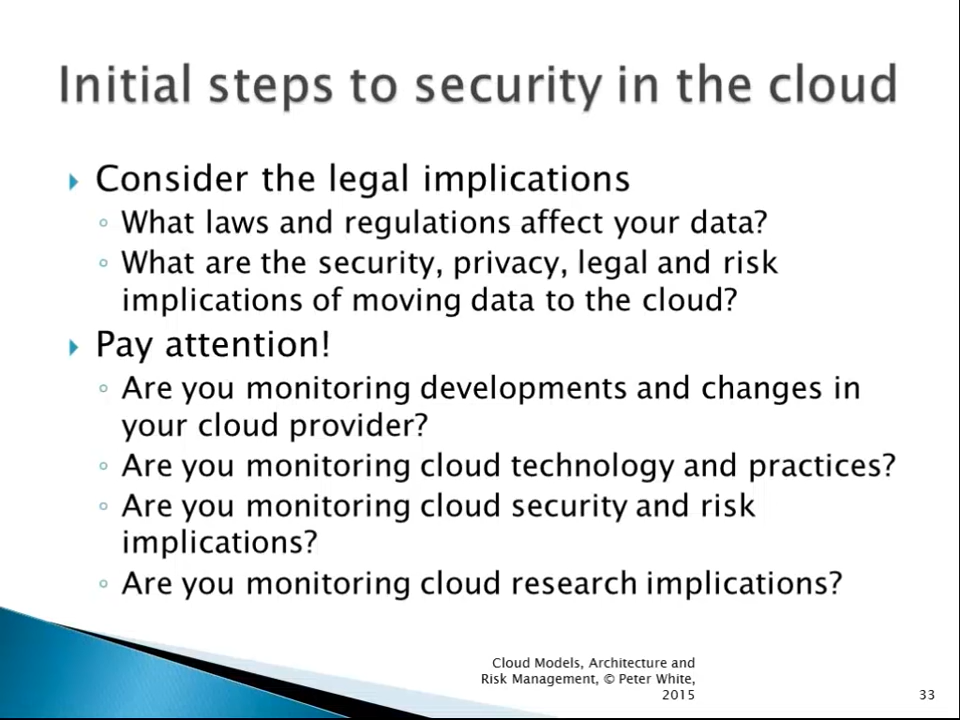 Initial steps to security in the cloud
Consider the legal implications
What laws and regulations affect your data?
What are the security, privacy, legal and risk
implications of moving data to the cloud?
Pay attention!
Are you monitoring developments and changes in
your cloud provider?
Are you monitoring cloud technology and practices?
Are you monitoring cloud security and risk
implications?
Are you monitoring cloud research implications?
Cloud Models, Architecture and
Risk Management, © Peter White,
2015
33